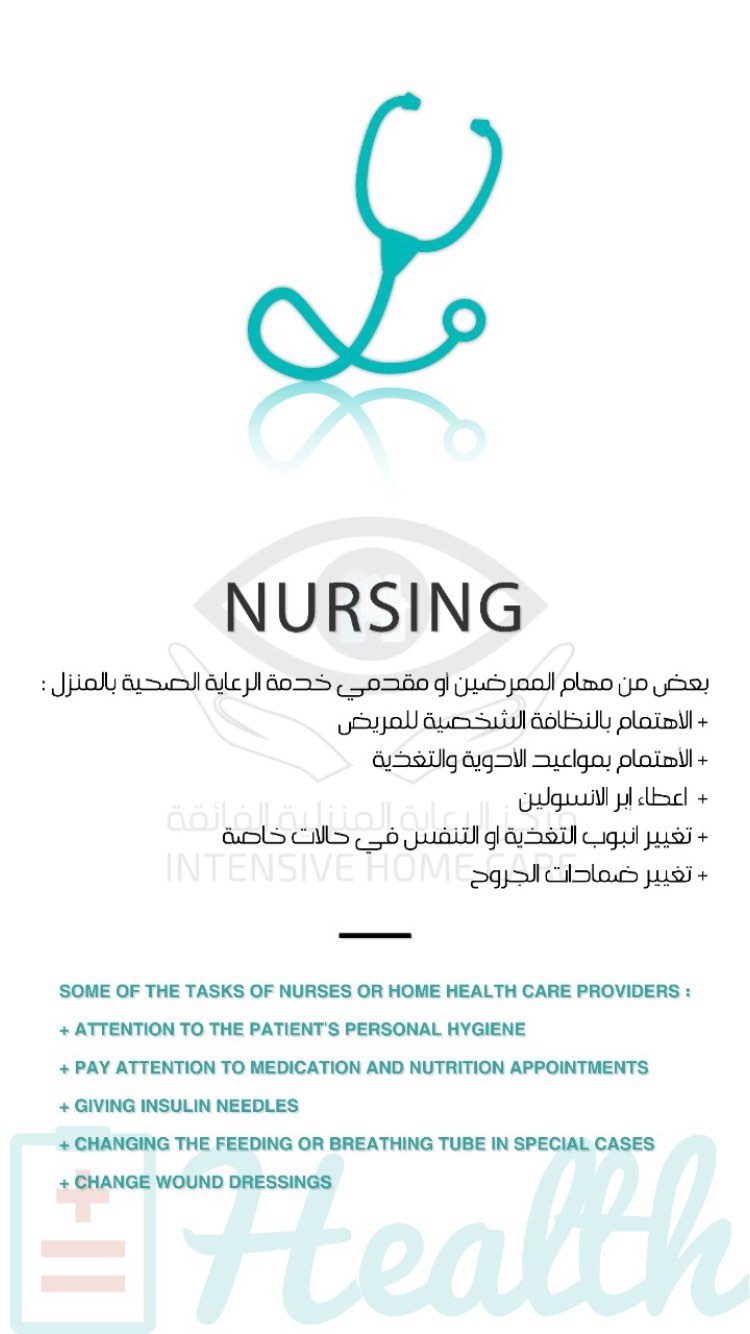 NURSING
بعض من مهام الممرضين او مقدمي خدمة الرعاية الصحية بالمنزل :
+ الأهتمام بالنظافة الشخصية للمريض
+ الأهتمام بمواعيد الأدوية والتغذية
+ اعطاء إبر الانسولين
مركز الرعاية المنزلية الفائقة
+ تغيير انبوب التغذية او التنفس في حالات خاصة
INTENSIVE HOME CARE
+ تغيير ضمادات الجروح
SOME OF THE TASKS OF NURSES OR HOME HEALTH CARE PROVIDERS :
+ ATTENTION TO THE PATIENT'S PERSONAL HYGIENE
+ PAY ATTENTION TO MEDICATION AND NUTRITION APPOINTMENTS
+ GIVING INSULIN NEEDLES
+ CHANGING THE FEEDING OR BREATHING TUBE IN SPECIAL CASES
+ CHANGE WOUND DRESSINGS
Health